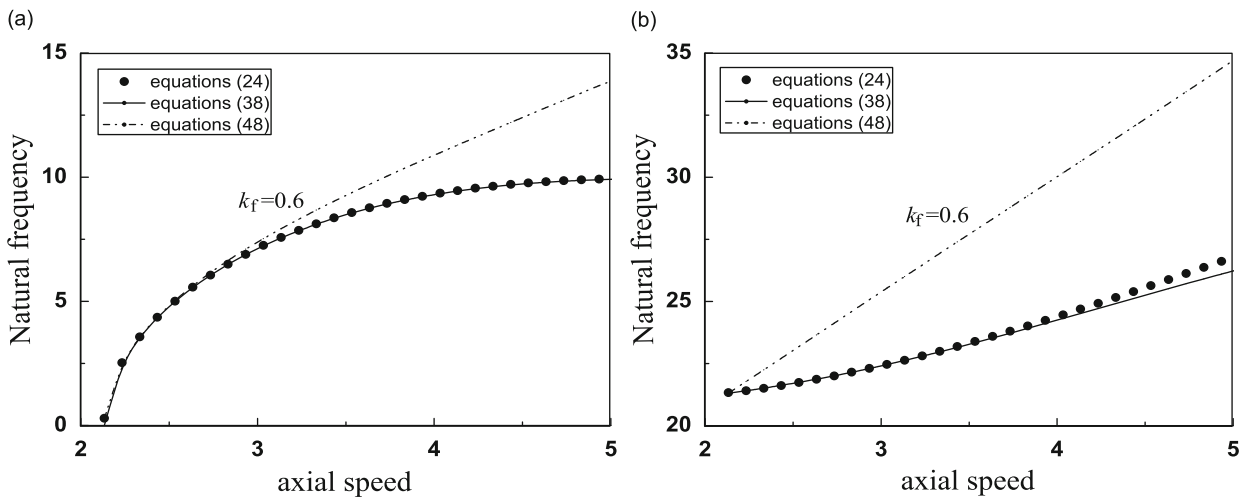 (a)
15
10
5
0
2
3
4
5
Natural frequency
axial speed
equations (24)
equations (38)
equations (48)
kf=0.6
(b)
35
30
25
20
2
3
4
5
Natural frequency
axial speed
equations (24)
equations (38)
equations (48)
kf=0.6